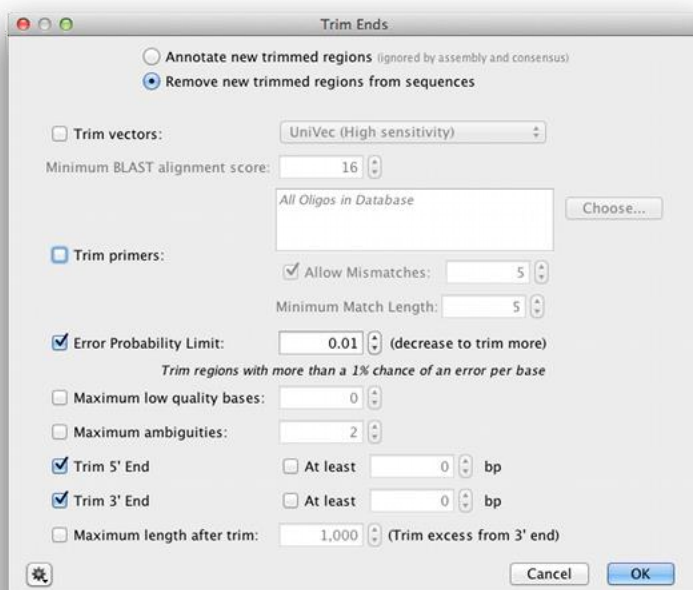 Trim Ends
Annotate new trimmed regions (ignored by assembly and consensus)
Remove new trimmed regions from sequences
Trim vectors: UniVec (High sensitivity)
Minimum BLAST alignment score: 16
All Oligos in Database Choose...
Trim primers:
Allow Mismatches: 5
Minimum Match Length: 5
Error Probability Limit: 0.01 (decrease to trim more)
Trim regions with more than a 1% chance of an error per base
Maximum low quality bases: 0
Maximum ambiguities: 2
Trim 5' End At least 0 bp
Trim 3' End At least 0 bp
Maximum length after trim: 1,000 (Trim excess from 3' end)
Cancel OK